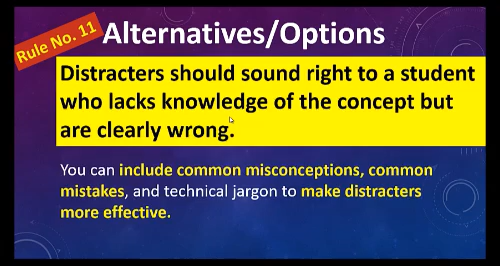 Rule No. 11
Alternatives/Options
Distracters should sound right to a student
who lacks knowledge of the concept but
are clearly wrong.
You can include common misconceptions, common
mistakes, and technical jargon to make distracters
more effective.